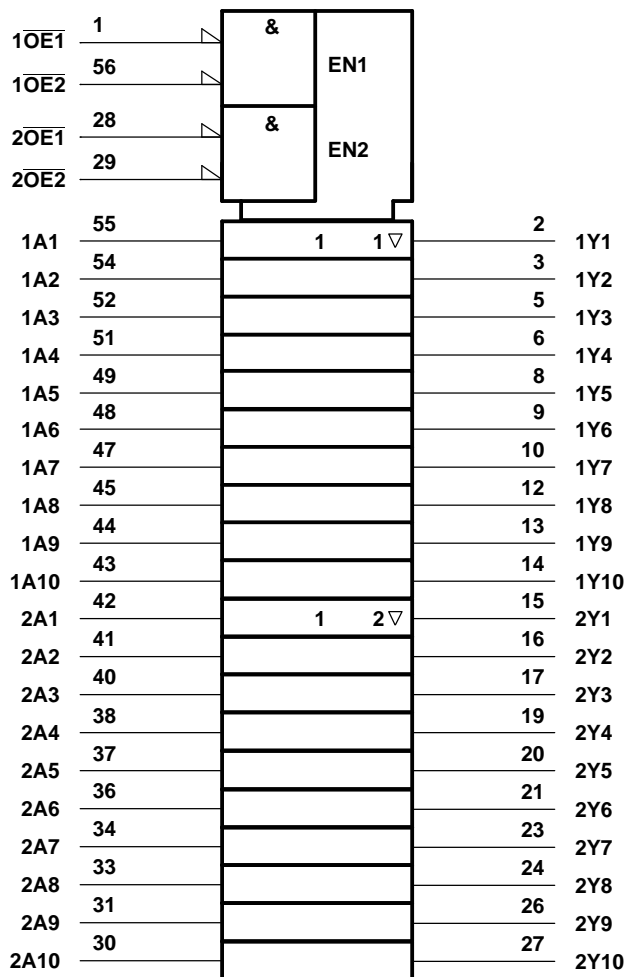 1OE1 1 &
EN1
1OE2 56
2OE1 28 &
EN2
2OE2 29
1A1 55 1 1 ▽ 2 1Y1
1A2 54 3 1Y2
1A3 52 5 1Y3
1A4 51 6 1Y4
1A5 49 8 1Y5
1A6 48 9 1Y6
1A7 47 10 1Y7
1A8 45 12 1Y8
1A9 44 13 1Y9
1A10 43 14 1Y10
2A1 42 1 2 ▽ 15 2Y1
2A2 41 16 2Y2
2A3 40 17 2Y3
2A4 38 19 2Y4
2A5 37 20 2Y5
2A6 36 21 2Y6
2A7 34 23 2Y7
2A8 33 24 2Y8
2A9 31 26 2Y9
2A10 30 27 2Y10